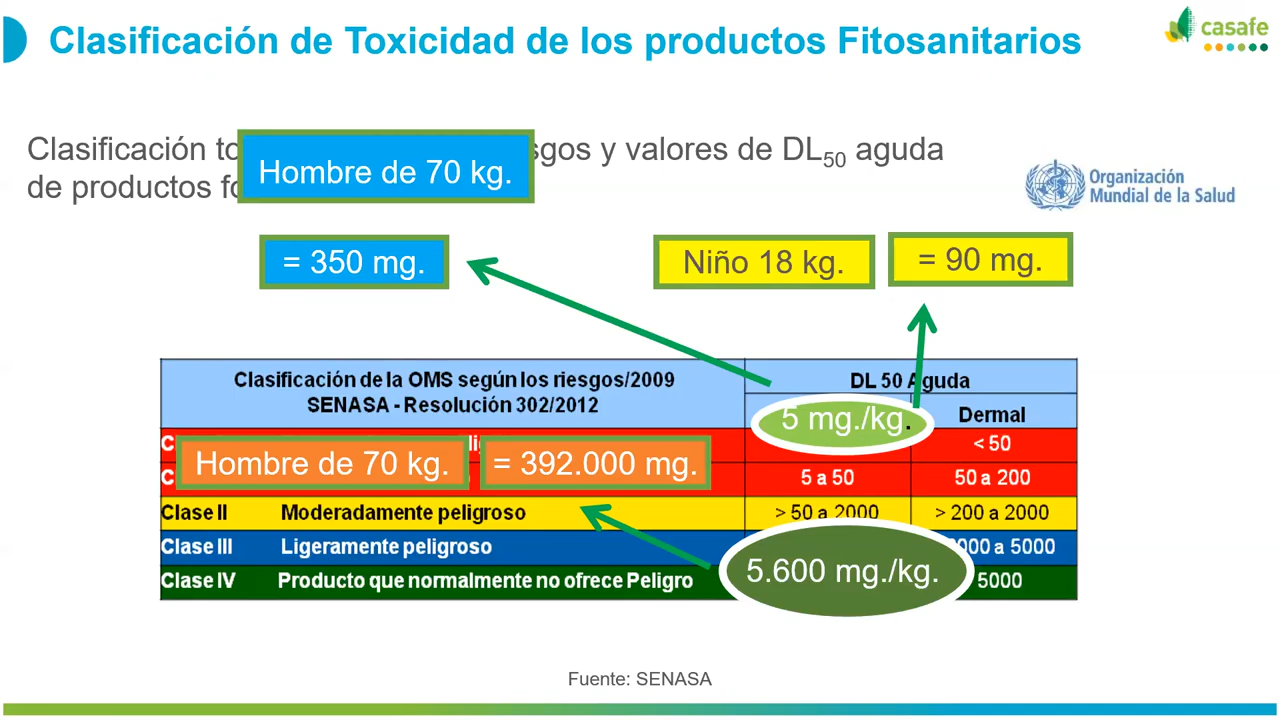 Clasificación de Toxicidad de los productos Fitosanitarios
casafe
Clasificación y valores de DL50 aguda
de productos
Hombre de 70 kg.
Organización
Mundial de la Salud
= 350 mg.
Niño 18 kg.
= 90 mg.
Clasificación de la OMS según los riesgos/2009
SENASA - Resolución 302/2012
DL 50 Aguda
5 mg./kg.
Dermal
< 50
Hombre de 70 kg.
= 392.000 mg.
5 a 50
50 a 200
Clase II Moderadamente peligroso > 50 a 2000 > 200 a 2000
Clase III Ligeramente peligroso a 5000
Clase IV Producto que normalmente no ofrece Peligro 5000
5.600 mg./kg.
Fuente: SENASA